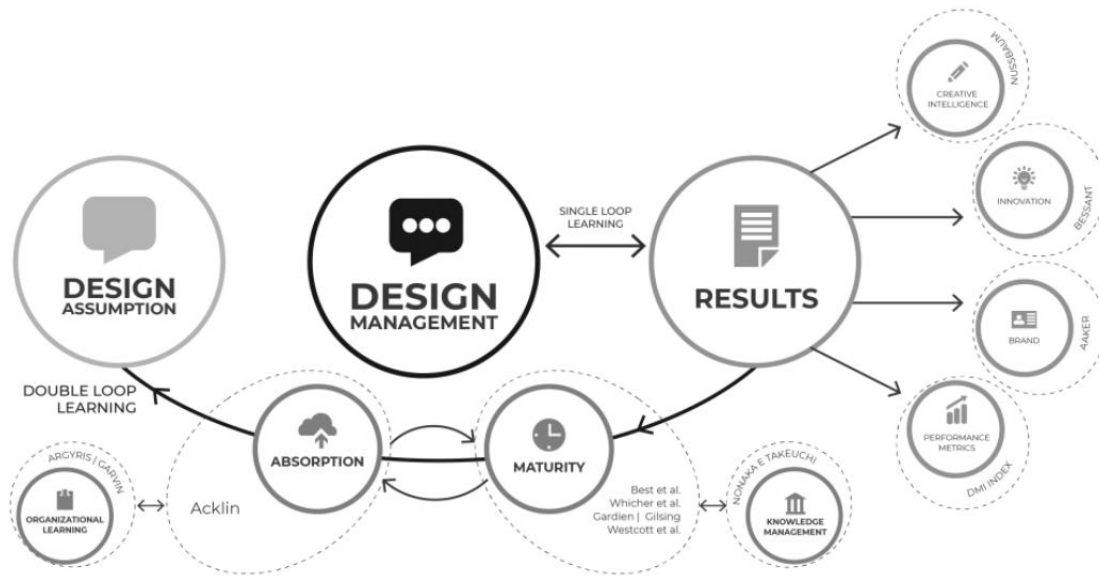 NUSSBAUM
CREATIVE
INTELLIGENCE
INNOVATION
BESSANT
SINGLE LOOP
LEARNING
DESIGN
ASSUMPTION
DESIGN
MANAGEMENT
RESULTS
BRAND
AAKER
DOUBLE LOOP
LEARNING
ABSORPTION
MATURITY
PERFORMANCE
METRICS
DMI INDEX
ARGYRIS | GARVIN
ORGANIZATIONAL
LEARNING
Acklin
Best et al.
Whicher et al.
Gardien | Gilsing
Westcott et al.
NONAKA E TAKEUCHI
KNOWLEDGE
MANAGEMENT